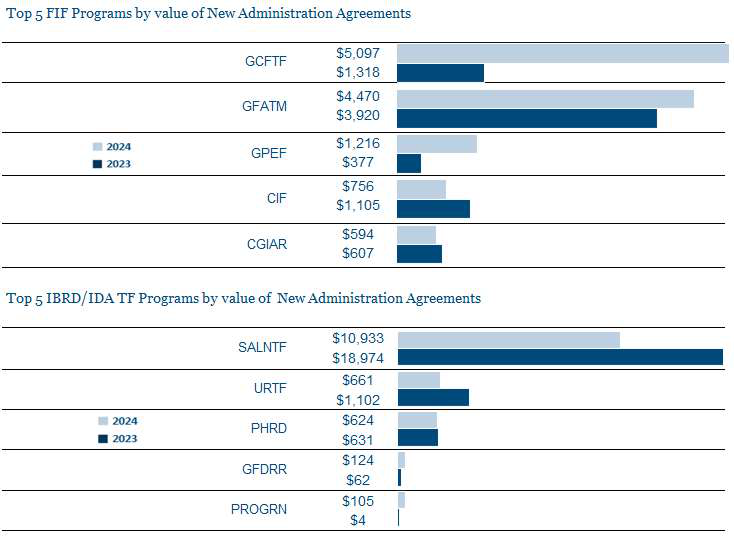 Top 5 FIF Programs by value of New Administration Agreements
GCFTF
$5,097
$1,318
GFATM
$4,470
$3,920
2024
2023
GPEF
$1,216
$377
CIF
$756
$1,105
CGIAR
$594
$607
Top 5 IBRD/IDA TF Programs by value of New Administration Agreements
SALNTF
$10,933
$18,974
URTF
$661
$1,102
2024
2023
PHRD
$624
$631
GFDRR
$124
$62
PROGRN
$105
$4